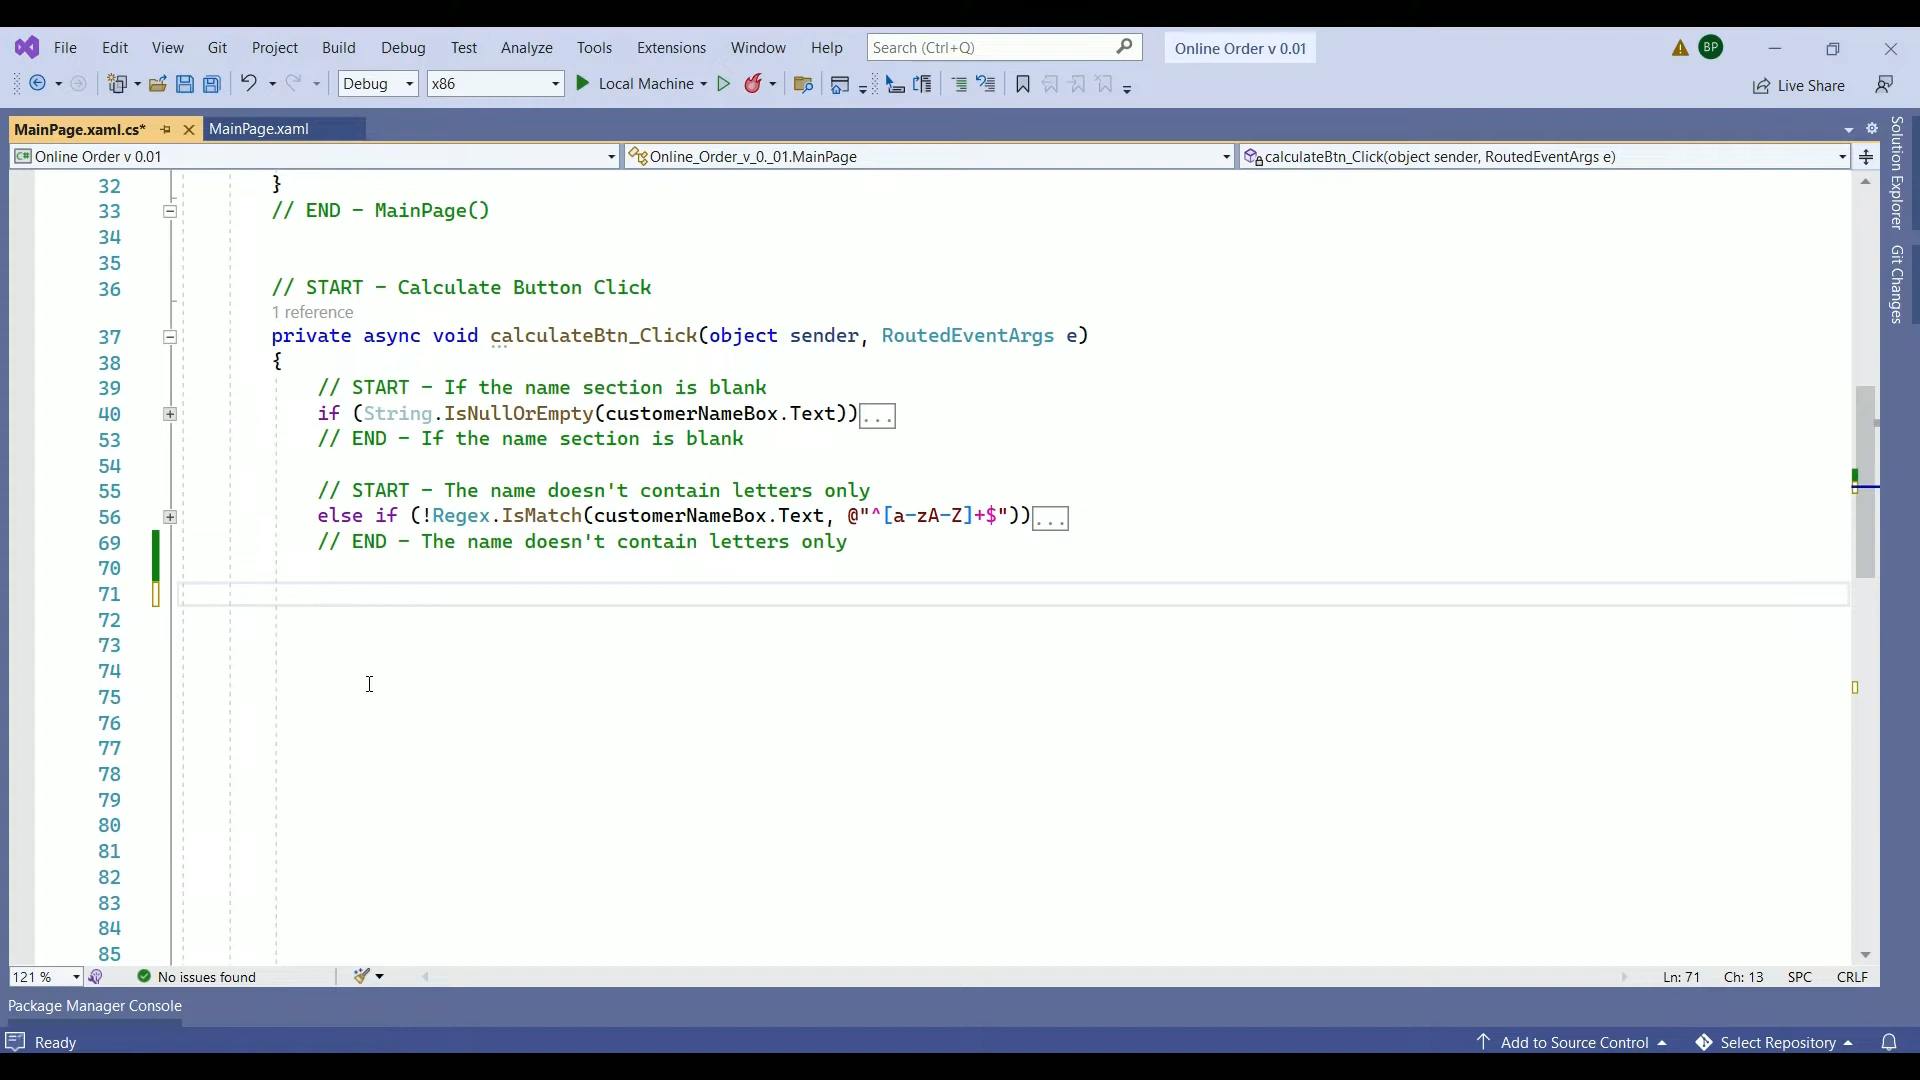 File Edit View Git Project Build Debug Test Analyze Tools Extensions Window Help Search (Ctrl+Q) Online Order v 0.01 BP
Debug x86 Local Machine Live Share
MainPage.xaml.cs* MainPage.xaml
Online Order v 0.01 Online_Order_v_0._01.MainPage calculateBtn_Click(object sender, RoutedEventArgs e)
Solution Explorer
Git Changes
32 }
33 // END - MainPage()
34
35
36 // START - Calculate Button Click
1 reference
37 private async void calculateBtn_Click(object sender, RoutedEventArgs e)
38 {
39 // START - If the name section is blank
40 if (String.IsNullOrEmpty(customerNameBox.Text))...
53 // END - If the name section is blank
54
55 // START - The name doesn't contain letters only
56 else if (!Regex.IsMatch(customerNameBox.Text, @"^[a-zA-Z]+$"))...
69 // END - The name doesn't contain letters only
70
71
72
73
74
75
76
77
78
79
80
81
82
83
84
85
121 % No issues found Ln: 71 Ch: 13 SPC CRLF
Package Manager Console
Ready Add to Source Control Select Repository